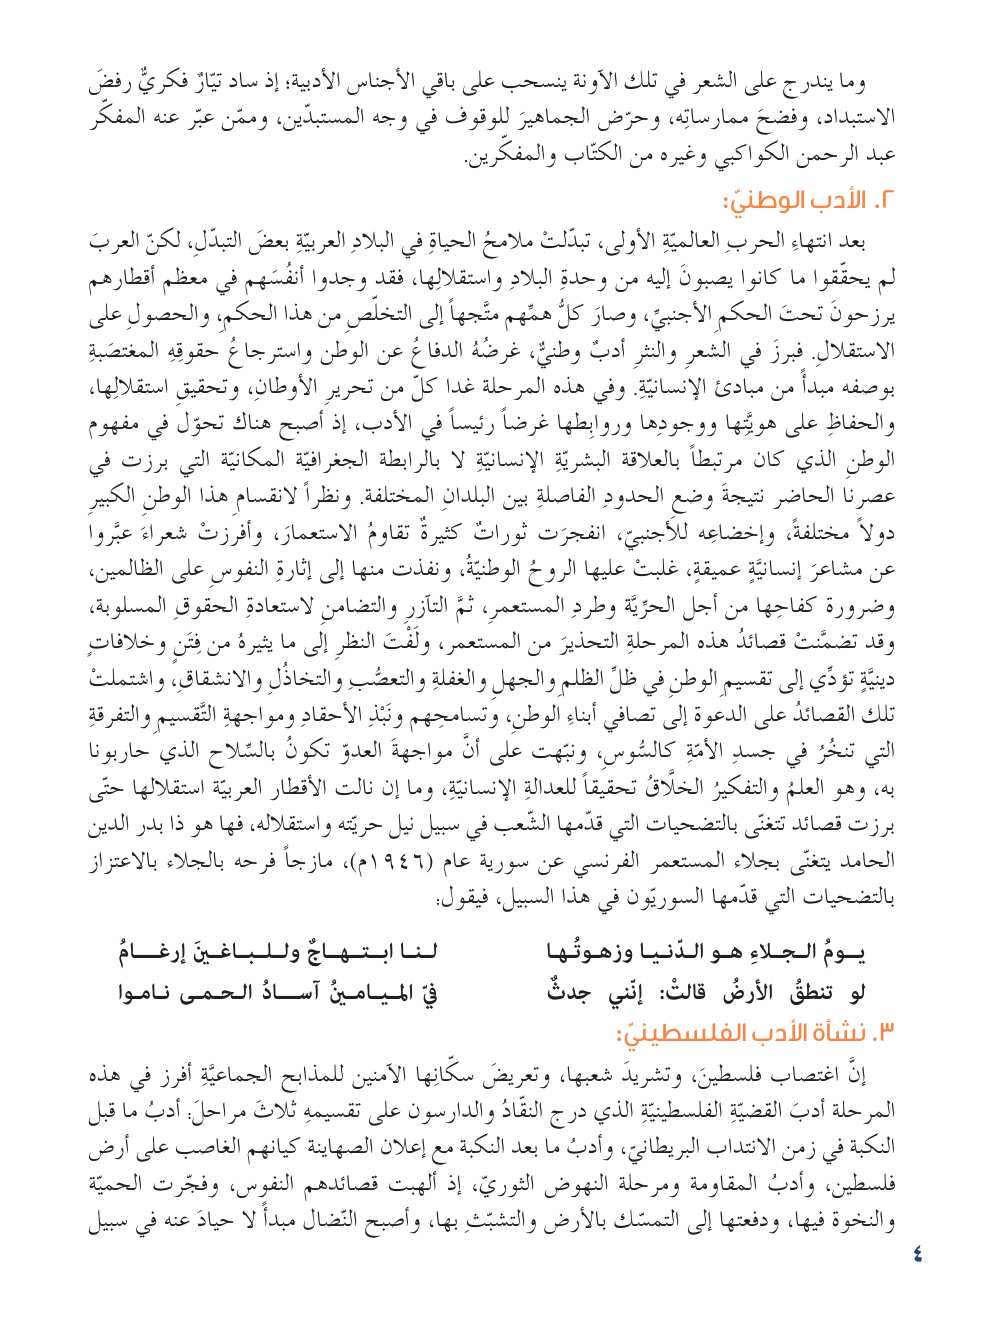 وما يندرج على الشعر في تلك الآونة ينسحب على باقي الأجناس الأدبية؛ إذ ساد تيّارٌ فكريٌّ رفضَ
الاستبداد، وفضحَ ممارساتِه، وحرّض الجماهيرَ للوقوف في وجه المستبدّين، وممّن عبّر عنه المفكّر
عبد الرحمن الكواكبي وغيره من الكتّاب والمفكّرين.
٢. الأدب الوطنيّ:
بعد انتهاءِ الحربِ العالميّةِ الأولى، تبدّلتْ ملامحُ الحياةِ في البلادِ العربيّةِ بعضَ التبدّلِ، لكنّ العربَ
لم يحقّقوا ما كانوا يصبونَ إليه من وحدةِ البلادِ واستقلالِها، فقد وجدوا أنفُسَهم في معظم أقطارهم
يرزحونَ تحتَ الحكمِ الأجنبيِّ، وصارَ كلُّ همِّهم متَّجهاً إلى التخلّصِ من هذا الحكمِ، والحصولِ على
الاستقلالِ. فبرزَ في الشعرِ والنثرِ أدبٌ وطنيٌّ، غرضُهُ الدفاعُ عن الوطن واسترجاعُ حقوقِهِ المغتصَبةِ
بوصفه مبدأً من مبادئ الإنسانيّةِ. وفي هذه المرحلة غدا كلّ من تحريرِ الأوطانِ، وتحقيقِ استقلالِها،
والحفاظِ على هويَّتِها ووجودِها وروابِطها غرضاً رئيساً في الأدب، إذ أصبح هناك تحوّل في مفهوم
الوطنِ الذي كان مرتبطاً بالعلاقة البشريّةِ الإنسانيّةِ لا بالرابطة الجغرافيّة المكانيّة التي برزت في
عصرنا الحاضر نتيجةَ وضعِ الحدودِ الفاصلةِ بين البلدانِ المختلفة. ونظراً لانقسامِ هذا الوطنِ الكبيرِ
دولاً مختلفةً، وإخضاعِه للأجنبيّ، انفجرَت ثوراتٌ كثيرةٌ تقاومُ الاستعمارَ، وأفرزتْ شعراءَ عبَّروا
عن مشاعرَ إنسانيَّةٍ عميقةٍ، غلبتْ عليها الروحُ الوطنيّةُ، ونفذت منها إلى إثارةِ النفوسِ على الظالمين،
وضرورة كفاحِها من أجل الحرِّيَّة وطردِ المستعمرِ، ثمَّ التآزرِ والتضامنِ لاستعادةِ الحقوقِ المسلوبة،
وقد تضمَّنتْ قصائدُ هذه المرحلةِ التحذيرَ من المستعمر، ولَفْتَ النظرِ إلى ما يثيرهُ من فِتَنٍ وخلافاتٍ
دينيَّةٍ تؤدِّي إلى تقسيمِ الوطنِ في ظلِّ الظلمِ والجهلِ والغفلةِ والتعصُّبِ والتخاذُلِ والانشقاقِ، واشتملتْ
تلك القصائدُ على الدعوة إلى تصافي أبناءِ الوطنِ، وتسامحِهم ونَبْذِ الأحقادِ ومواجهةِ التَّقسيمِ والتفرقةِ
التي تنخُرُ في جسدِ الأمّةِ كالسُّوسِ، ونبّهت على أنَّ مواجهةَ العدوّ تكونُ بالسِّلاح الذي حاربونا
به، وهو العلمُ والتفكيرُ الخلَّاقُ تحقيقاً للعدالةِ الإنسانيّةِ، وما إن نالت الأقطار العربيّة استقلالها حتّى
برزت قصائد تتغنّى بالتضحيات التي قدّمها الشّعب في سبيل نيل حريّته واستقلاله، فها هو ذا بدر الدين
الحامد يتغنّى بجلاء المستعمر الفرنسي عن سورية عام (١٩٤٦م)، مازجاً فرحه بالجلاء بالاعتزاز
بالتضحيات التي قدّمها السوريّون في هذا السبيل، فيقول:
يـــومُ الـجـلاءِ هـو الـدّنـيـا وزهـوتُـهـا لـنـا ابـتـهـاجٌ ولـلـبـاغـينَ إرغـــامُ
لو تنطقُ الأرضُ قالتْ: إنّني جدثٌ فيّ الميـامـينُ آســـادُ الـحـمـى نـامـوا
٣. نشأة الأدب الفلسطينيّ:
إنَّ اغتصاب فلسطينَ، وتشريدَ شعبها، وتعريضَ سكّانِها الآمنين للمذابح الجماعيَّةِ أفرز في هذه
المرحلة أدبَ القضيّةِ الفلسطينيّةِ الذي درج النقّادُ والدارسون على تقسيمهِ ثلاثَ مراحلَ: أدبُ ما قبل
النكبة في زمن الانتداب البريطانيّ، وأدبُ ما بعد النكبة مع إعلان الصهاينة كيانهم الغاصب على أرض
فلسطين، وأدبُ المقاومة ومرحلة النهوض الثوريّ، إذ ألهبت قصائدهم النفوس، وفجّرت الحميّة
والنخوة فيها، ودفعتها إلى التمسّك بالأرض والتشبّثِ بها، وأصبح النّضال مبدأً لا حيادَ عنه في سبيل
٤